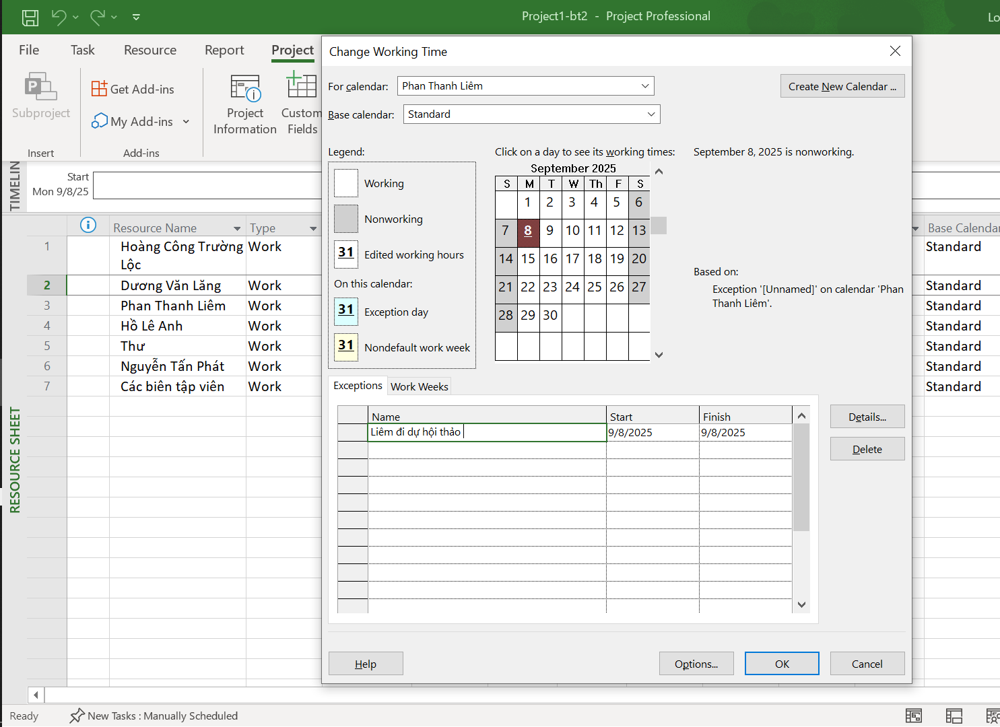 Project1-bt2 - Project Professional
Lo
File Task Resource Report Project
Subproject
Get Add-ins
My Add-ins
Project Information
Custom Fields
Insert
Add-ins
TIMELIN
Start
Mon 9/8/25
Resource Name Type Base Calenda
1 Hoàng Công Trường Lộc Work Standard
2 Dương Văn Lăng Work Standard
3 Phan Thanh Liêm Work Standard
4 Hồ Lê Anh Work Standard
5 Thư Work Standard
6 Nguyễn Tấn Phát Work Standard
7 Các biên tập viên Work Standard
RESOURCE SHEET
Change Working Time
For calendar: Phan Thanh Liêm
Create New Calendar ...
Base calendar: Standard
Legend:
Working
Nonworking
31 Edited working hours
On this calendar:
31 Exception day
31 Nondefault work week
Click on a day to see its working times:
September 2025
S M T W Th F S
1 2 3 4 5 6
7 8 9 10 11 12 13
14 15 16 17 18 19 20
21 22 23 24 25 26 27
28 29 30
September 8, 2025 is nonworking.
Based on:
Exception '[Unnamed]' on calendar 'Phan
Thanh Liêm'.
Exceptions Work Weeks
Name Start Finish
Liêm đi dự hội thảo 9/8/2025 9/8/2025
Details...
Delete
Help Options... OK Cancel
Ready New Tasks : Manually Scheduled